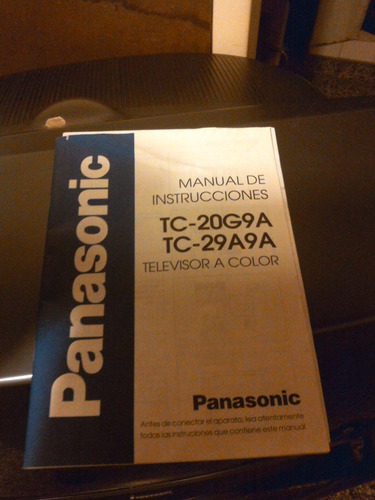 Panasonic
MANUAL DE
INSTRUCCIONES
TC-20G9A
TC-29A9A
TELEVISOR A COLOR
Panasonic
Antes de conectar el aparato, lea atentamente
todas las instruciones que contiene este manual